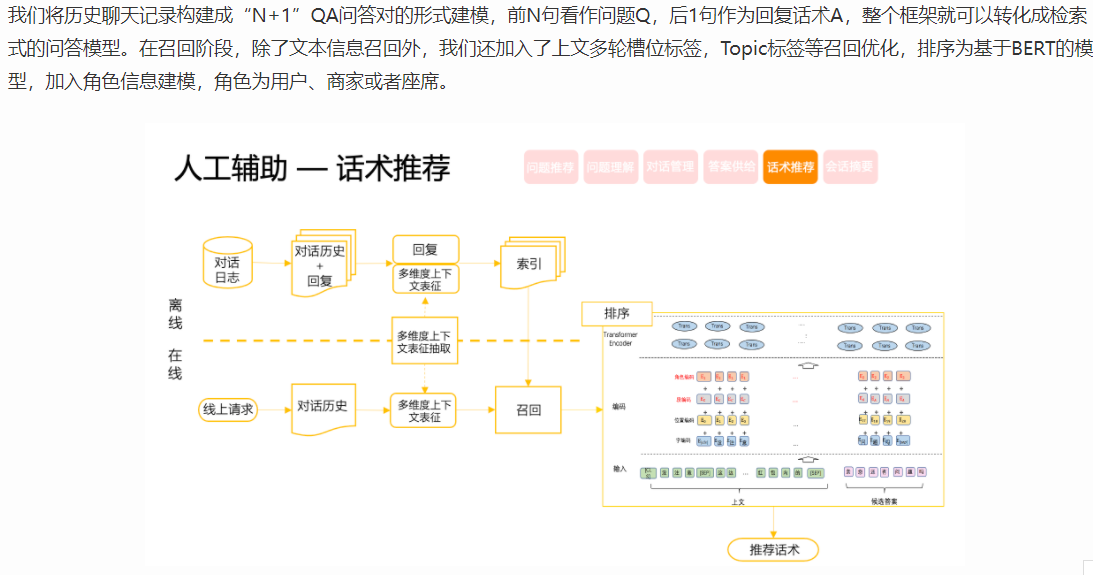 我们将历史聊天记录构建成“N+1”QA问答对的形式建模，前N句看作问题Q，后1句作为回复话术A，整个框架就可以转化成检索
式的问答模型。在召回阶段，除了文本信息召回外，我们还加入了上文多轮槽位标签，Topic标签等召回优化，排序为基于BERT的模
型，加入角色信息建模，角色为用户、商家或者座席。
人工辅助 — 话术推荐
问题推荐 问题理解 对话管理 答案供给 话术推荐 会话摘要
对话
日志
对话历史
+
回复
回复
多维度上下
文表征
索引
离
线
多维度上下
文表征抽取
在
线
线上请求
对话历史
多维度上下
文表征
召回
排序
Transformer
Encoder
Trans Trans Trans ... Trans Trans Trans
Trans Trans Trans ... Trans Trans Trans
角色编码
段编码
编码
位置编码
字编码
输入
[SEP] ... [SEP]
上文
候选答案
推荐话术